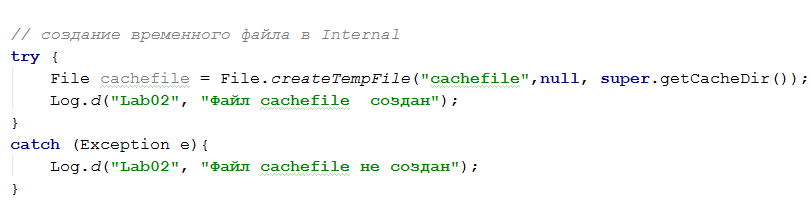 // создание временного файла в Internal
try {
    File cachefile = File.createTempFile("cachefile",null, super.getCacheDir());
    Log.d("Lab02", "Файл cachefile  создан");
}
catch (Exception e){
    Log.d("Lab02", "Файл cachefile не создан");
}